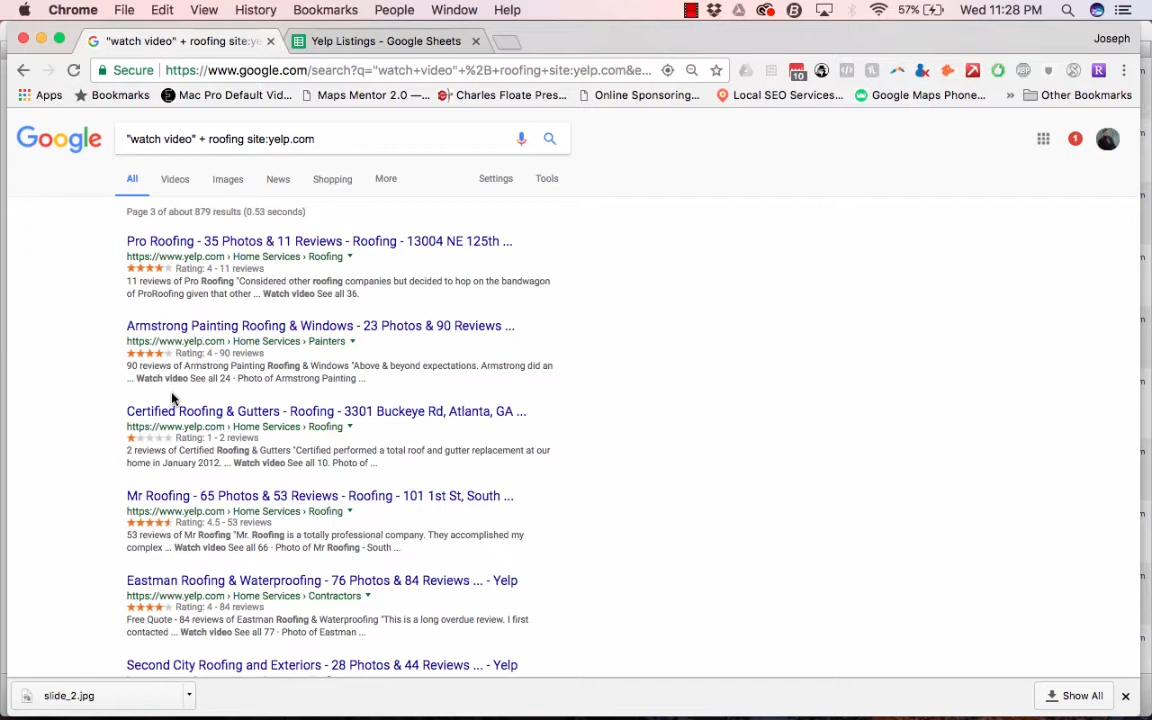 Chrome File Edit View History Bookmarks People Window Help 57% Wed 11:28 PM
"watch video" + roofing site:ye Yelp Listings - Google Sheets Joseph
Secure https://www.google.com/search?q="watch+video"+%2B+roofing+site:yelp.com&e... 10 ABP R
Apps Bookmarks Mac Pro Default Vid... Maps Mentor 2.0 —... Charles Floate Pres... Online Sponsoring... Local SEO Services... Google Maps Phone... » Other Bookmarks
Google "watch video" + roofing site:yelp.com 1
All Videos Images News Shopping More Settings Tools
Page 3 of about 879 results (0.53 seconds)
Pro Roofing - 35 Photos & 11 Reviews - Roofing - 13004 NE 125th ...
https://www.yelp.com › Home Services › Roofing
Rating: 4 - 11 reviews
11 reviews of Pro Roofing "Considered other roofing companies but decided to hop on the bandwagon
of ProRoofing given that other ... Watch video See all 36.
Armstrong Painting Roofing & Windows - 23 Photos & 90 Reviews ...
https://www.yelp.com › Home Services › Painters
Rating: 4 - 90 reviews
90 reviews of Armstrong Painting Roofing & Windows "Above & beyond expectations. Armstrong did an
... Watch video See all 24 · Photo of Armstrong Painting ...
Certified Roofing & Gutters - Roofing - 3301 Buckeye Rd, Atlanta, GA ...
https://www.yelp.com › Home Services › Roofing
Rating: 1 - 2 reviews
2 reviews of Certified Roofing & Gutters "Certified performed a total roof and gutter replacement at our
home in January 2012. ... Watch video See all 10. Photo of ...
Mr Roofing - 65 Photos & 53 Reviews - Roofing - 101 1st St, South ...
https://www.yelp.com › Home Services › Roofing
Rating: 4.5 - 53 reviews
53 reviews of Mr Roofing "Mr. Roofing is a totally professional company. They accomplished my
complex ... Watch video See all 66 · Photo of Mr Roofing - South ...
Eastman Roofing & Waterproofing - 76 Photos & 84 Reviews ... - Yelp
https://www.yelp.com › Home Services › Contractors
Rating: 4 - 84 reviews
Free Quote - 84 reviews of Eastman Roofing & Waterproofing "This is a long overdue review. I first
contacted ... Watch video See all 77 · Photo of Eastman ...
Second City Roofing and Exteriors - 28 Photos & 44 Reviews ... - Yelp
slide_2.jpg Show All